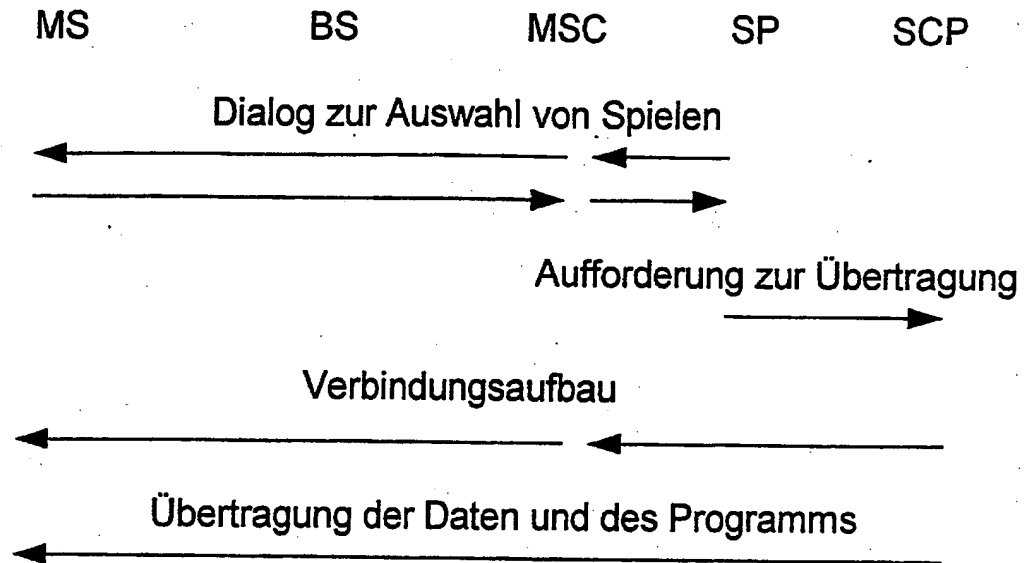 MS BS MSC SP SCP
Dialog zur Auswahl von Spielen
Aufforderung zur Übertragung
Verbindungsaufbau
Übertragung der Daten und des Programms